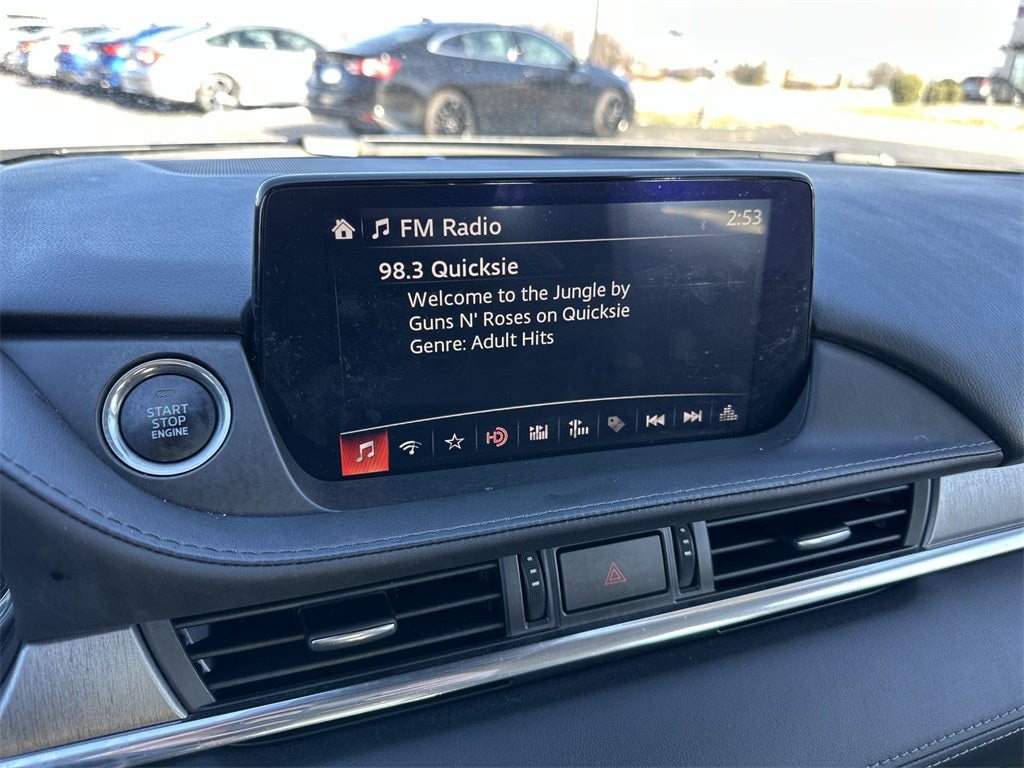 FM Radio
2:53
98.3 Quicksie
Welcome to the Jungle by
Guns N' Roses on Quicksie
Genre: Adult Hits
START
STOP
ENGINE
HD